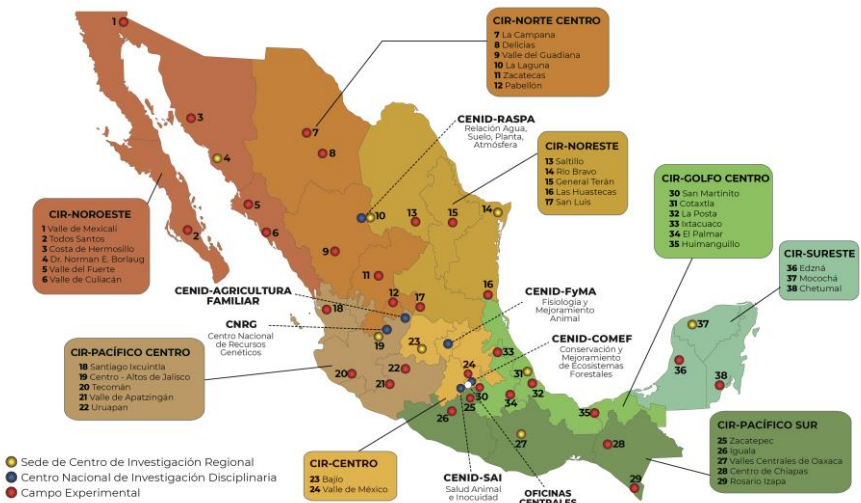 CIR-NORTE CENTRO
7 La Campana
8 Delicias
9 Valle del Guadiana
10 La Laguna
11 Zacatecas
12 Pabellón
CENID-RASPA
Relación Agua,
Suelo, Planta,
Atmósfera
CIR-NORESTE
13 Saltillo
14 Río Bravo
15 General Terán
16 Las Huastecas
17 San Luis
CIR-GOLFO CENTRO
30 San Martinito
31 Cotaxtla
32 La Posta
33 Ixtacuaco
34 El Palmar
35 Huimanguillo
CIR-SURESTE
36 Edzná
37 Mocochá
38 Chetumal
CIR-NOROESTE
1 Valle de Mexicali
2 Todos Santos
3 Costa de Hermosillo
4 Dr. Norman E. Borlaug
5 Valle del Fuerte
6 Valle de Culiacán
CENID-AGRICULTURA
FAMILIAR
CNRG
Centro Nacional
de Recursos
Genéticos
CENID-FyMA
Fisiología y
Mejoramiento
Animal
CENID-COMEF
Conservación y
Mejoramiento
de Ecosistemas
Forestales
CIR-PACÍFICO CENTRO
18 Santiago Ixcuintla
19 Centro - Altos de Jalisco
20 Tecomán
21 Valle de Apatzingán
22 Uruapan
CIR-CENTRO
23 Bajío
24 Valle de México
CENID-SAI
Salud Animal
e Inocuidad
OFICINAS
CENTRALES
CIR-PACÍFICO SUR
25 Zacatepec
26 Iguala
27 Valles Centrales de Oaxaca
28 Centro de Chiapas
29 Rosario Izapa
Sede de Centro de Investigación Regional
Centro Nacional de Investigación Disciplinaria
Campo Experimental
1
2
3
4
5
6
7
8
9
10
11
12
13
14
15
16
17
18
19
20
21
22
23
24
25
26
27
28
29
30
31
32
33
34
35
36
37
38